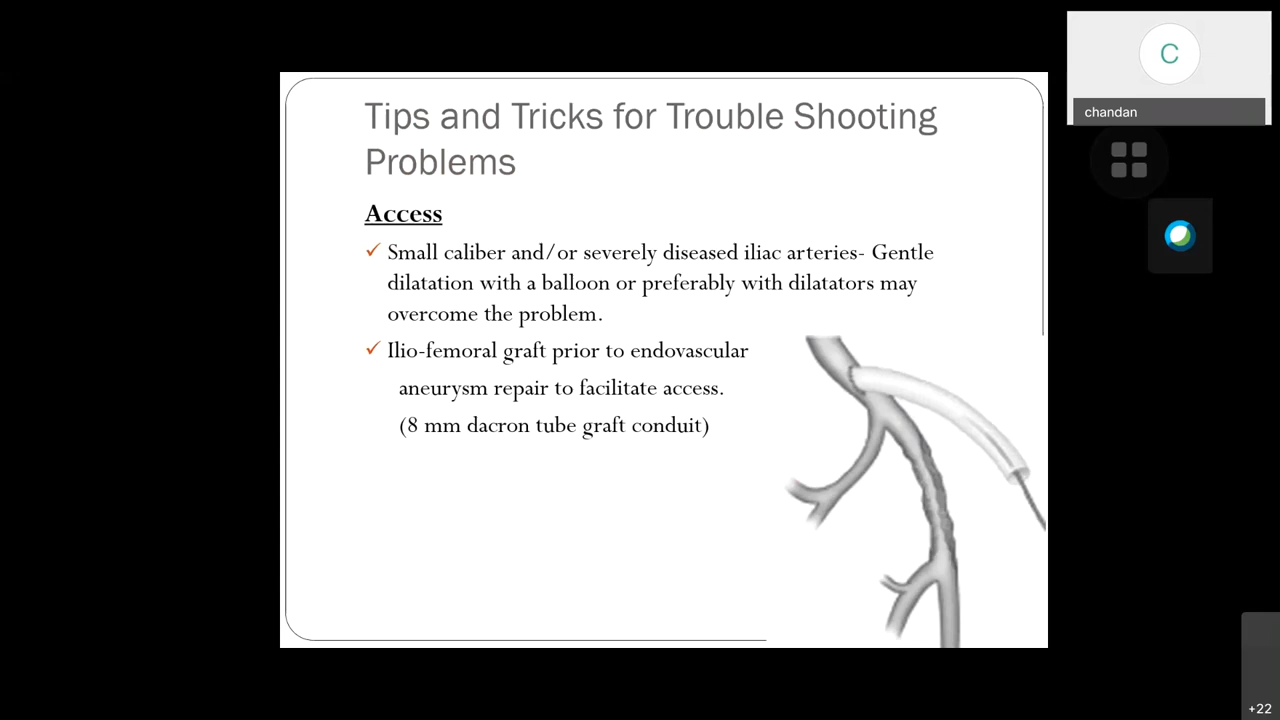 Tips and Tricks for Trouble Shooting
Problems
Access
✓ Small caliber and/or severely diseased iliac arteries- Gentle
dilatation with a balloon or preferably with dilatators may
overcome the problem.
✓ Ilio-femoral graft prior to endovascular
aneurysm repair to facilitate access.
(8 mm dacron tube graft conduit)
C
chandan
+22